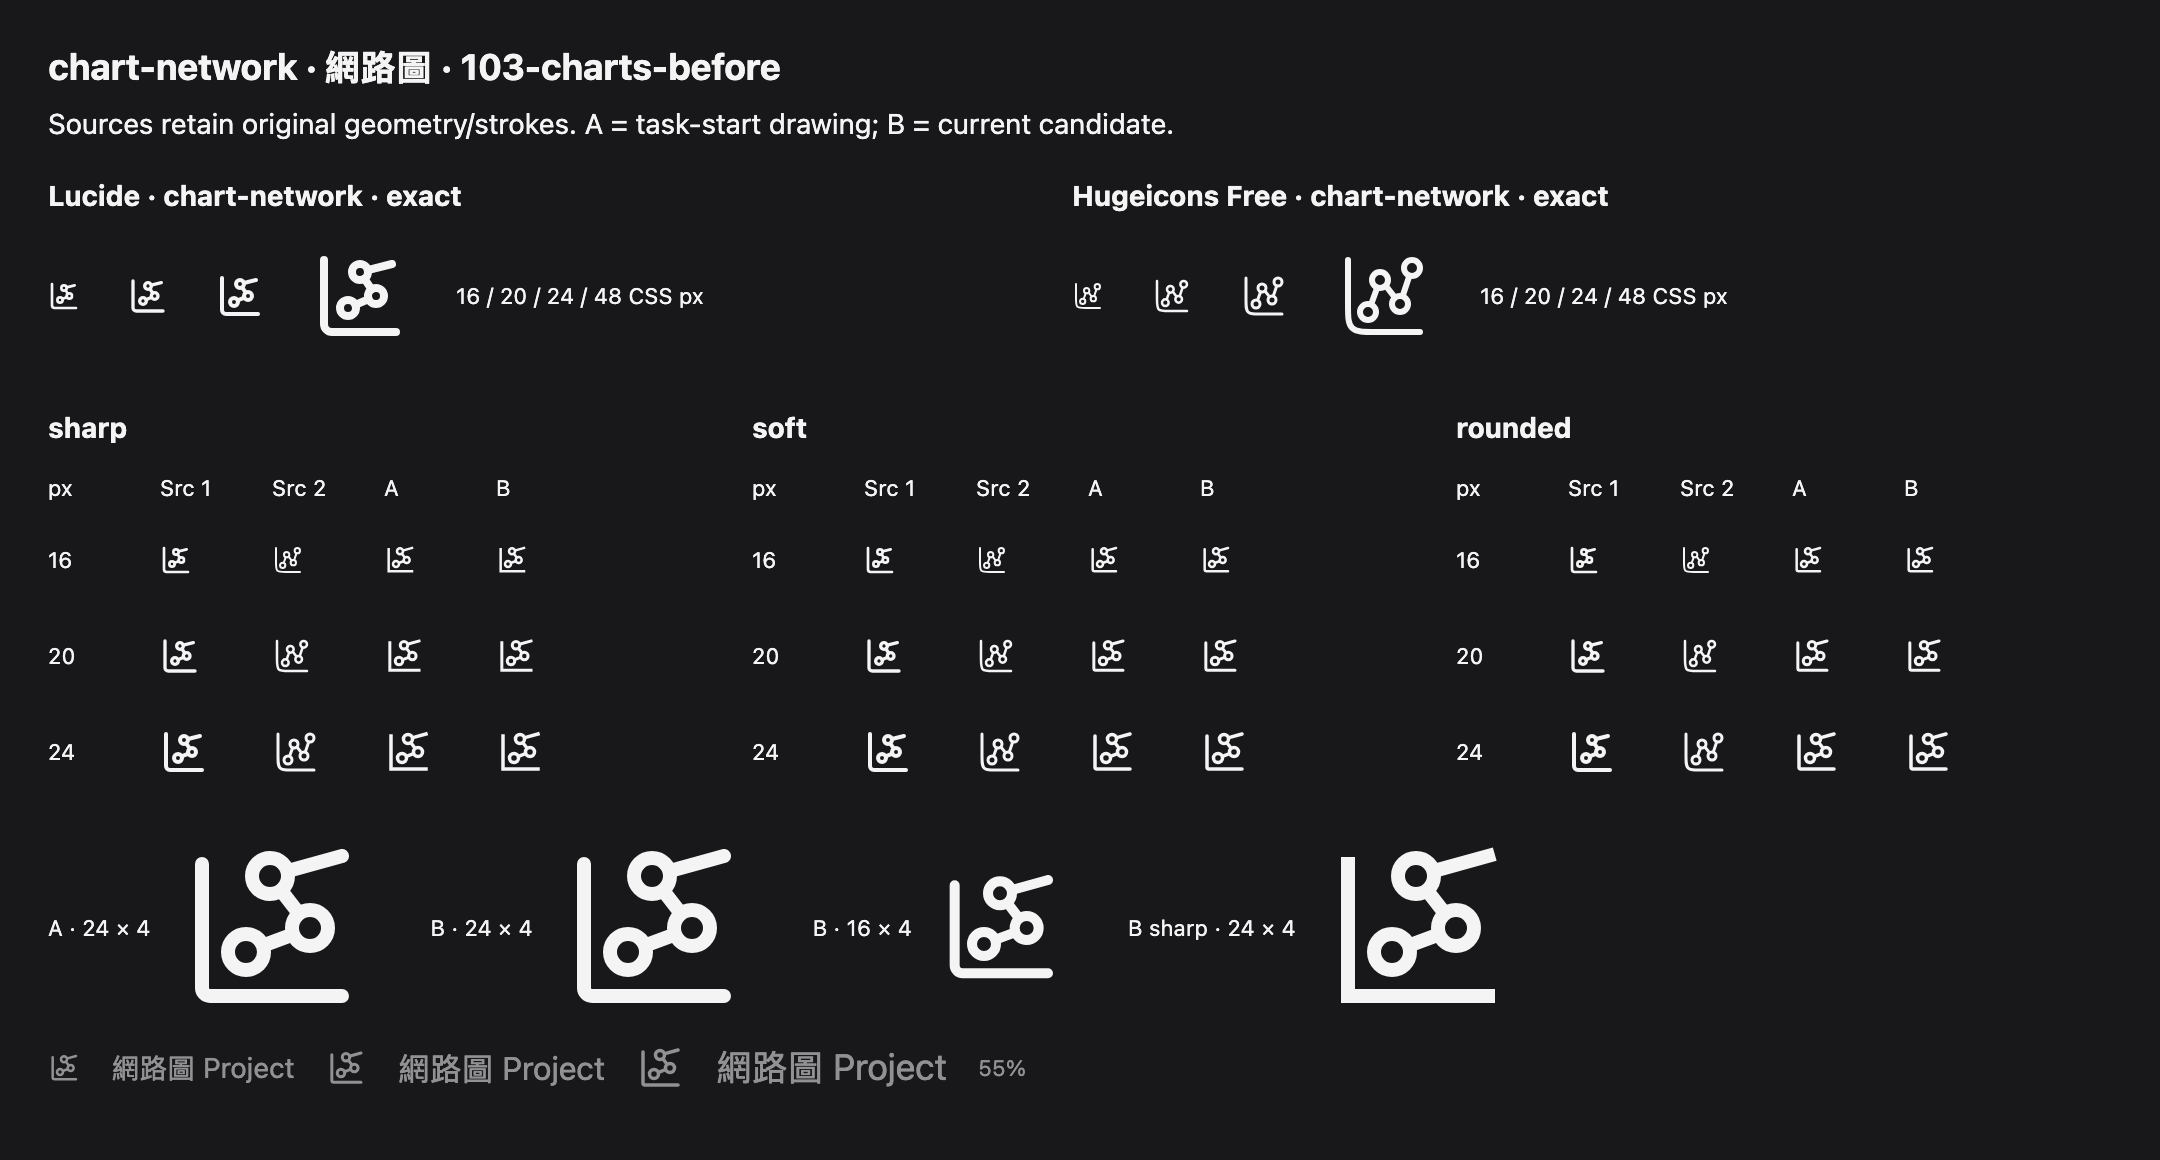 chart-network · 網路圖 · 103-charts-before
Sources retain original geometry/strokes. A = task-start drawing; B = current candidate.
Lucide · chart-network · exact
16 / 20 / 24 / 48 CSS px
Hugeicons Free · chart-network · exact
16 / 20 / 24 / 48 CSS px
sharp
px Src 1 Src 2 A B
16
20
24
soft
px Src 1 Src 2 A B
16
20
24
rounded
px Src 1 Src 2 A B
16
20
24
A · 24 × 4
B · 24 × 4
B · 16 × 4
B sharp · 24 × 4
網路圖 Project 網路圖 Project 網路圖 Project 55%